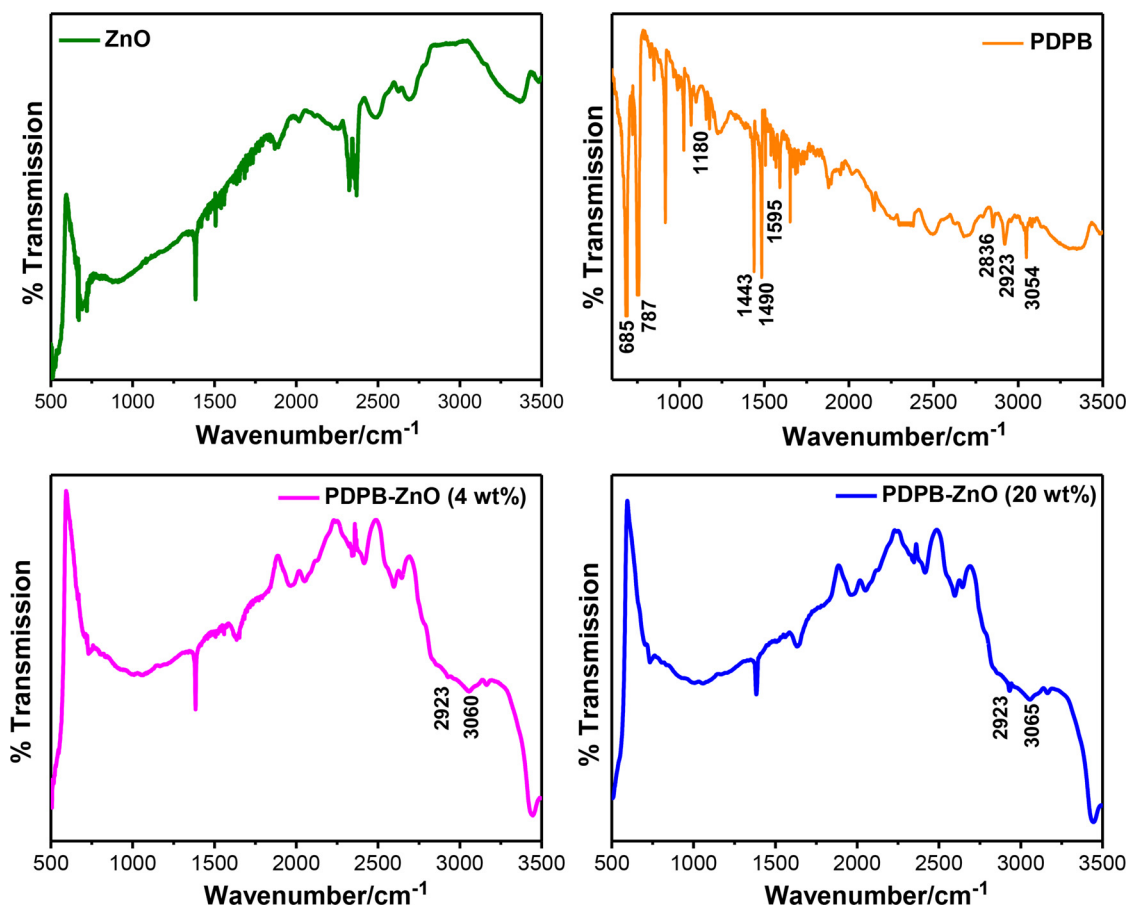 ZnO
% Transmission
500 1000 1500 2000 2500 3000 3500
Wavenumber/cm⁻¹
PDPB
% Transmission
685
787
1180
1443
1490
1595
2836
2923
3054
1000 1500 2000 2500 3000 3500
Wavenumber/cm⁻¹
PDPB-ZnO (4 wt%)
% Transmission
2923
3060
500 1000 1500 2000 2500 3000 3500
Wavenumber/cm⁻¹
PDPB-ZnO (20 wt%)
% Transmission
2923
3065
500 1000 1500 2000 2500 3000 3500
Wavenumber/cm⁻¹